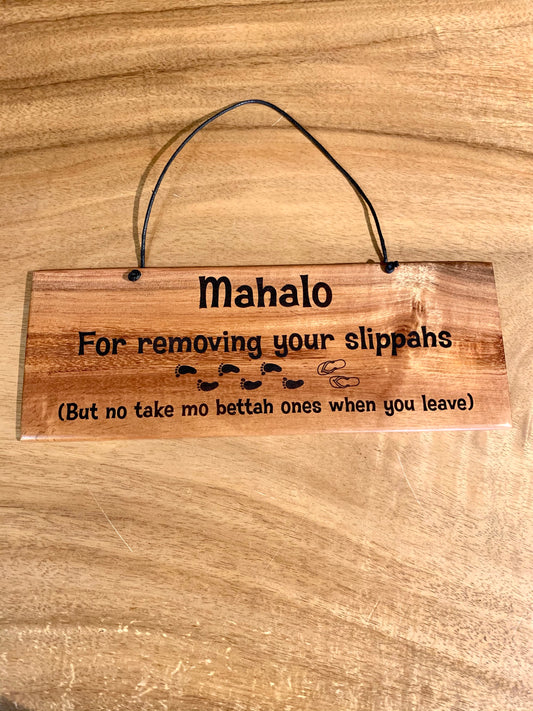 Mahalo
For removing your slippahs
(But no take mo bettah ones when you leave)